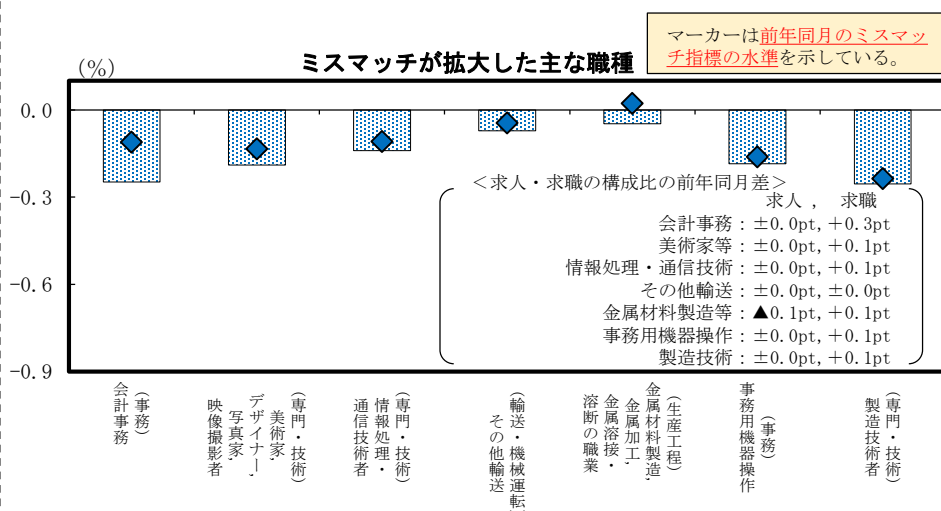 マーカーは前年同月のミスマッ
チ指標の水準を示している。
ミスマッチが拡大した主な職種
(%)
0.0
-0.3
-0.6
-0.9
＜求人・求職の構成比の前年同月差＞
求人 , 求職
会計事務：±0.0pt,＋0.3pt
美術家等：±0.0pt,＋0.1pt
情報処理・通信技術：±0.0pt,＋0.1pt
その他輸送：±0.0pt,±0.0pt
金属材料製造等：▲0.1pt,＋0.1pt
事務用機器操作：±0.0pt,＋0.1pt
製造技術：±0.0pt,＋0.1pt
(事務)
会計事務
(専門・技術)
美術家,
デザイナー,
写真家,
映像撮影者
(専門・技術)
情報処理・
通信技術者
(輸送・機械運転
その他輸送
(生産工程)
金属材料製造,
金属加工,
金属溶接・
溶断の職業
(事務)
事務用機器操作
(専門・技術)
製造技術者